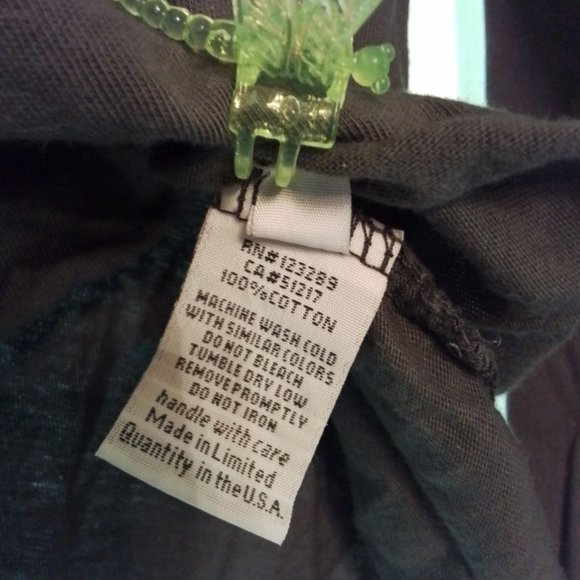 RN#123289
CA#51217
100%COTTON
MACHINE WASH COLD
WITH SIMILAR COLORS
DO NOT BLEACH
TUMBLE DRY LOW
REMOVE PROMPTLY
DO NOT IRON
handle with care
Made in Limited
Quantity in the U.S.A.